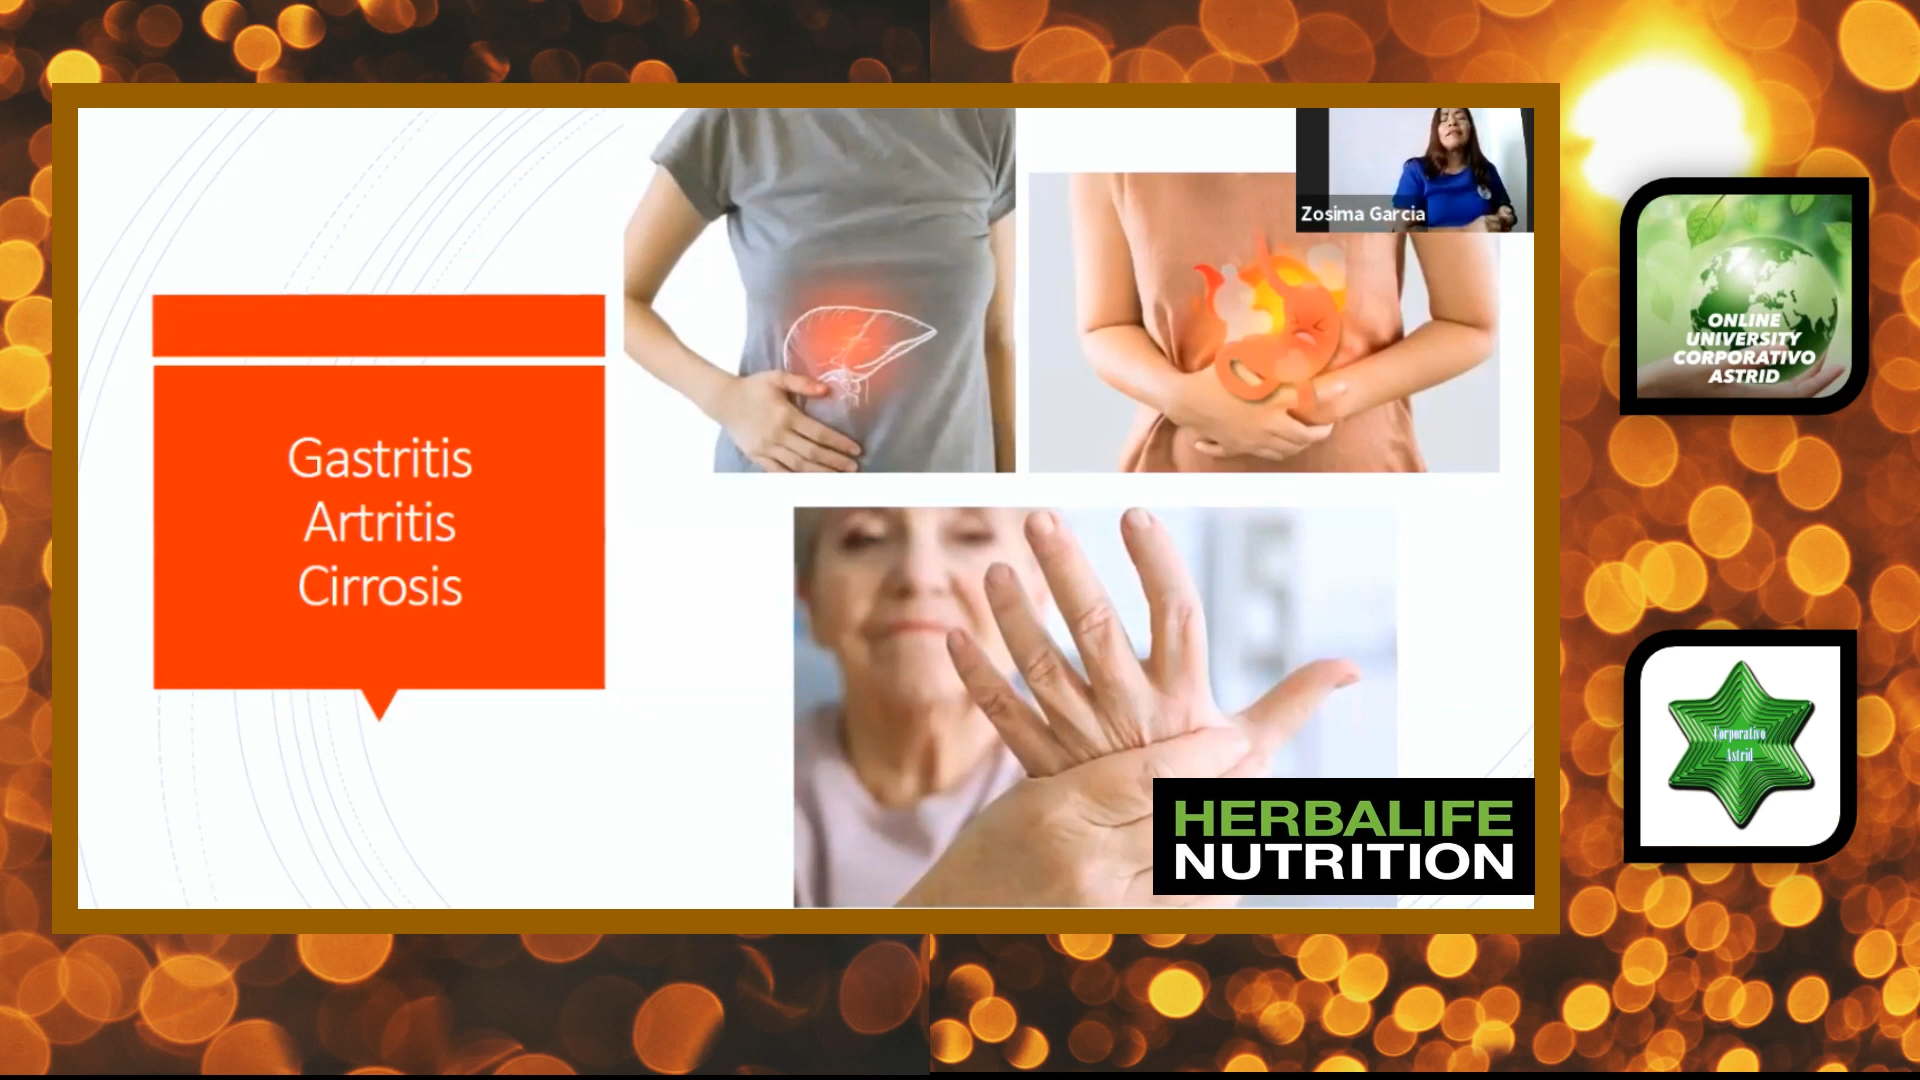 Zosima Garcia
Gastritis
Artritis
Cirrosis
HERBALIFE
NUTRITION
ONLINE
UNIVERSITY
CORPORATIVO
ASTRID
Corporativo
Astrid